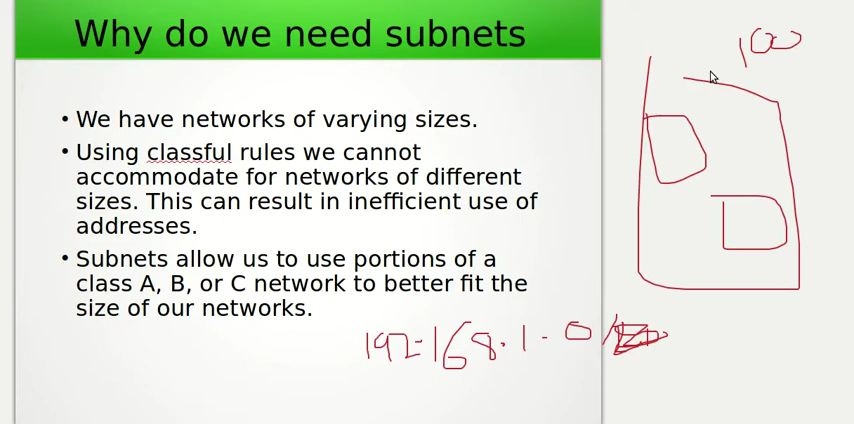 Why do we need subnets
100
• We have networks of varying sizes.
• Using classful rules we cannot
accommodate for networks of different
sizes. This can result in inefficient use of
addresses.
• Subnets allow us to use portions of a
class A, B, or C network to better fit the
size of our networks.
192.168.1.0/